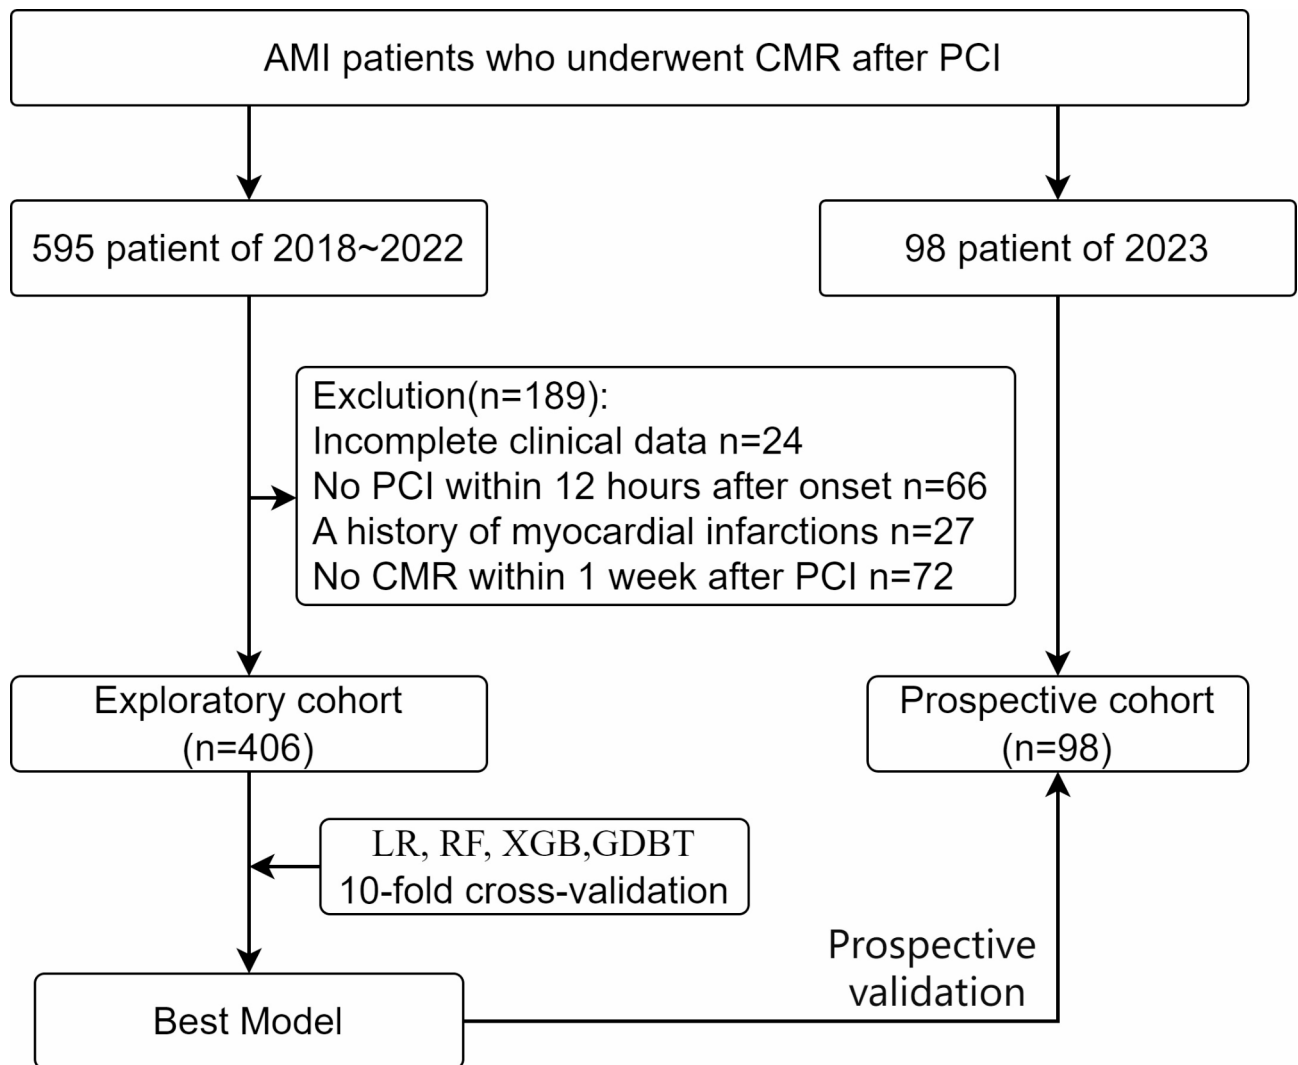 AMI patients who underwent CMR after PCI
595 patient of 2018~2022
98 patient of 2023
Exclution(n=189):
Incomplete clinical data n=24
No PCI within 12 hours after onset n=66
A history of myocardial infarctions n=27
No CMR within 1 week after PCI n=72
Exploratory cohort
(n=406)
Prospective cohort
(n=98)
LR, RF, XGB,GDBT
10-fold cross-validation
Prospective
validation
Best Model